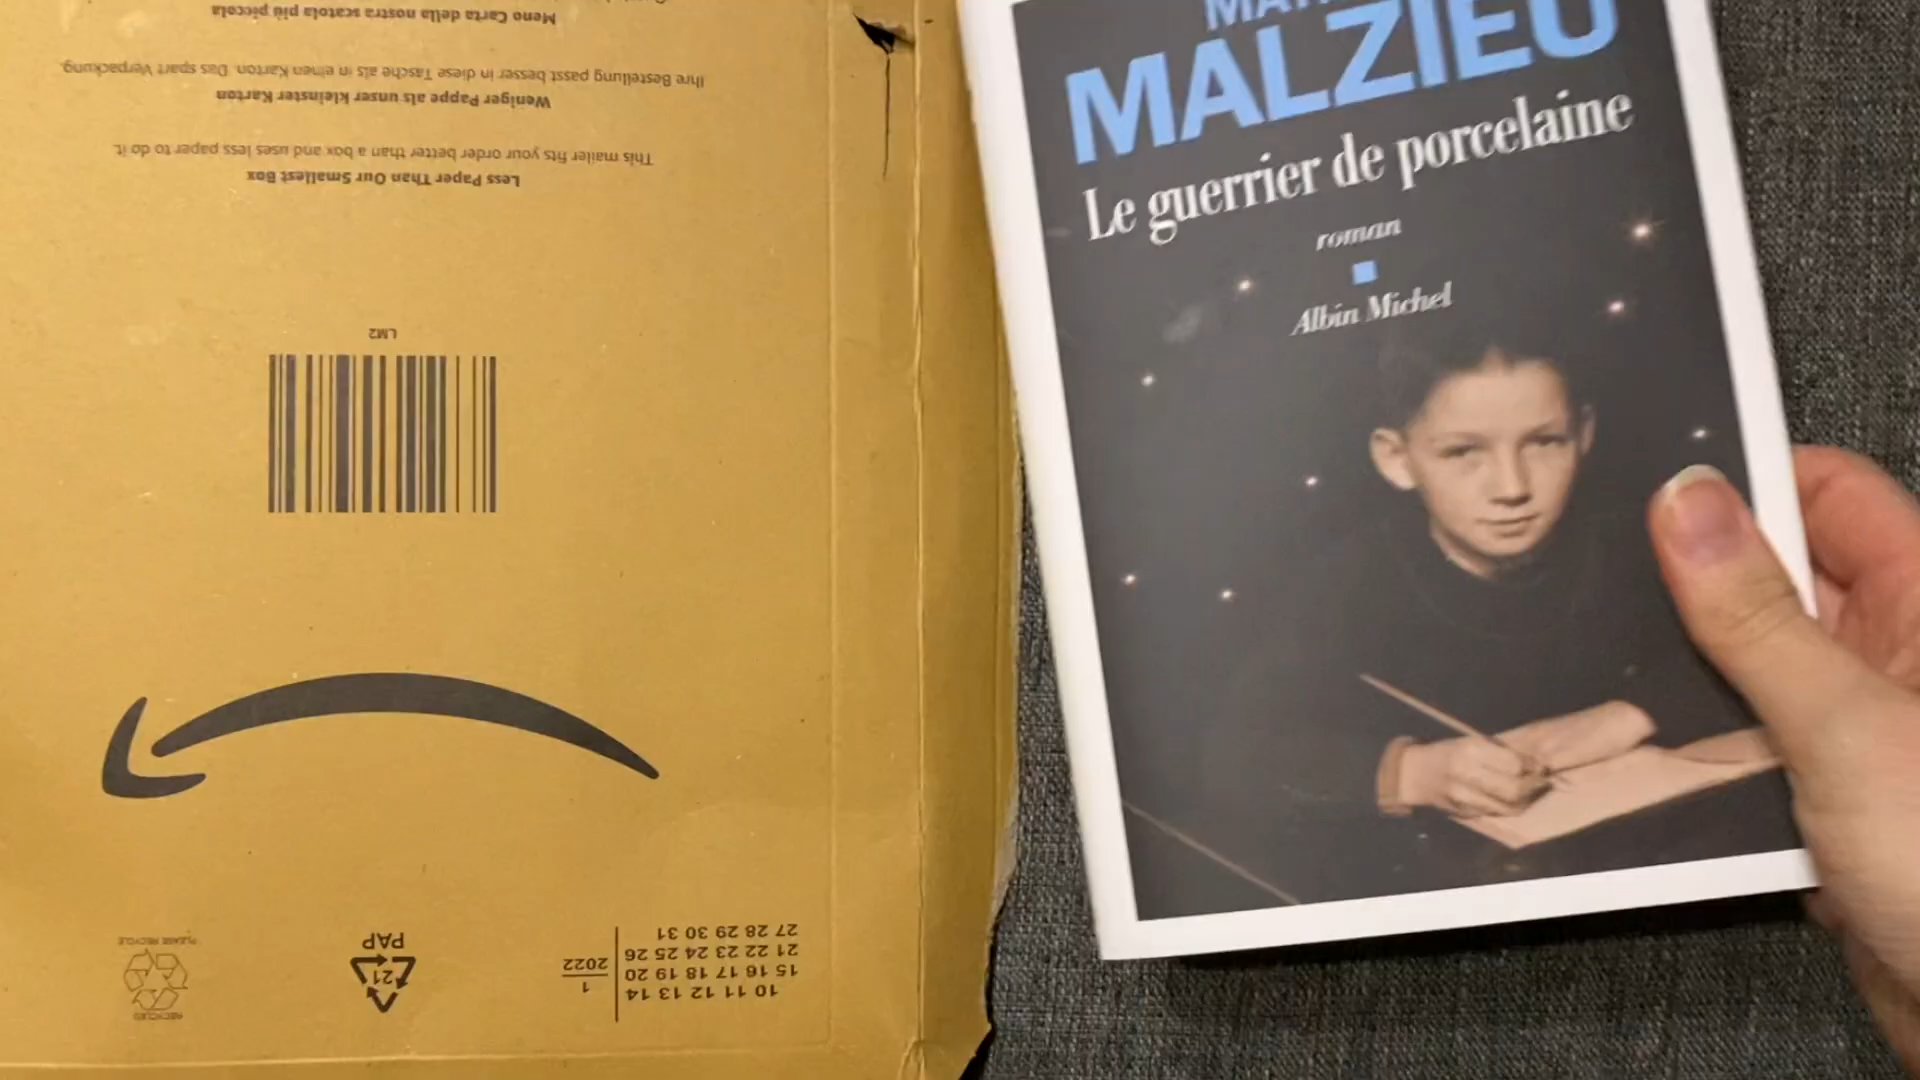 MALZIEU
Le guerrier de porcelaine
roman
Albin Michel
Meno Carta della nostra scatola più piccola
Ihre Bestellung passt besser in diese Tasche als in einen Karton. Das spart Verpackung.
Weniger Pappe als unser kleinster Karton
This mailer fits your order better than a box and uses less paper to do it.
Less Paper Than Our Smallest Box
LM2
27 28 29 30 31
21 22 23 24 25 26
15 16 17 18 19 20
10 11 12 13 14
2022
1
PAP
21
PLEASE RECYCLE
RECYCLED